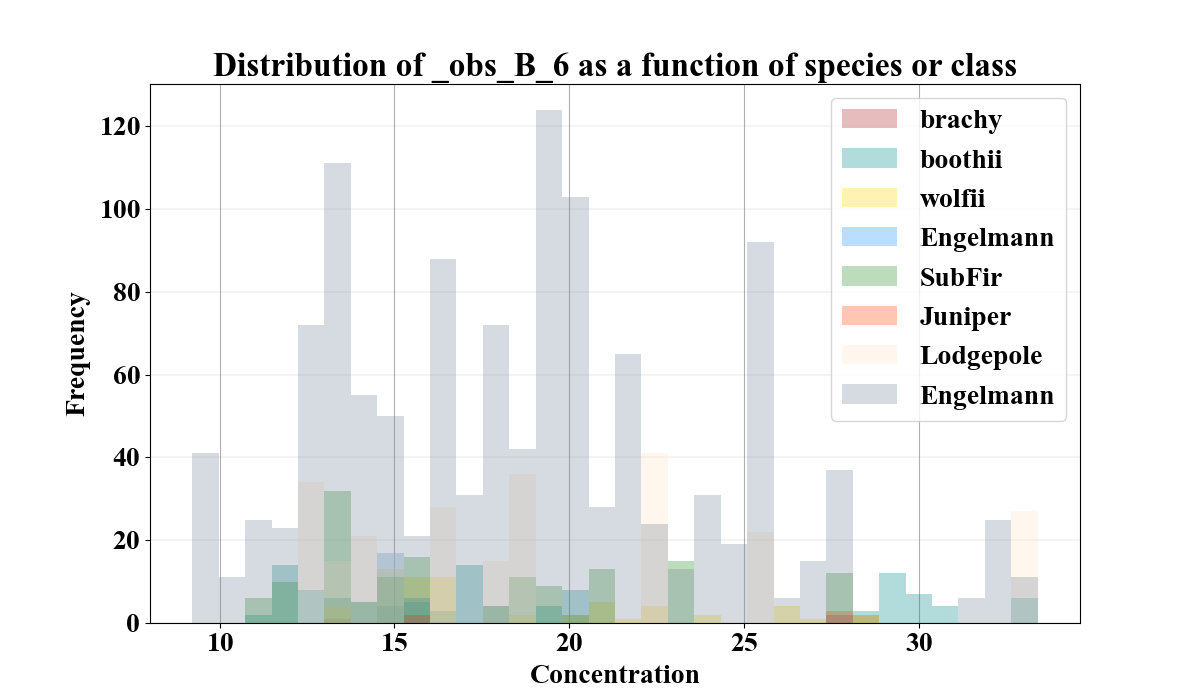 Distribution of _obs_B_6 as a function of species or class
120
100
80
60
40
20
0
Frequency
10
15
20
25
30
Concentration
brachy
boothii
wolfii
Engelmann
SubFir
Juniper
Lodgepole
Engelmann